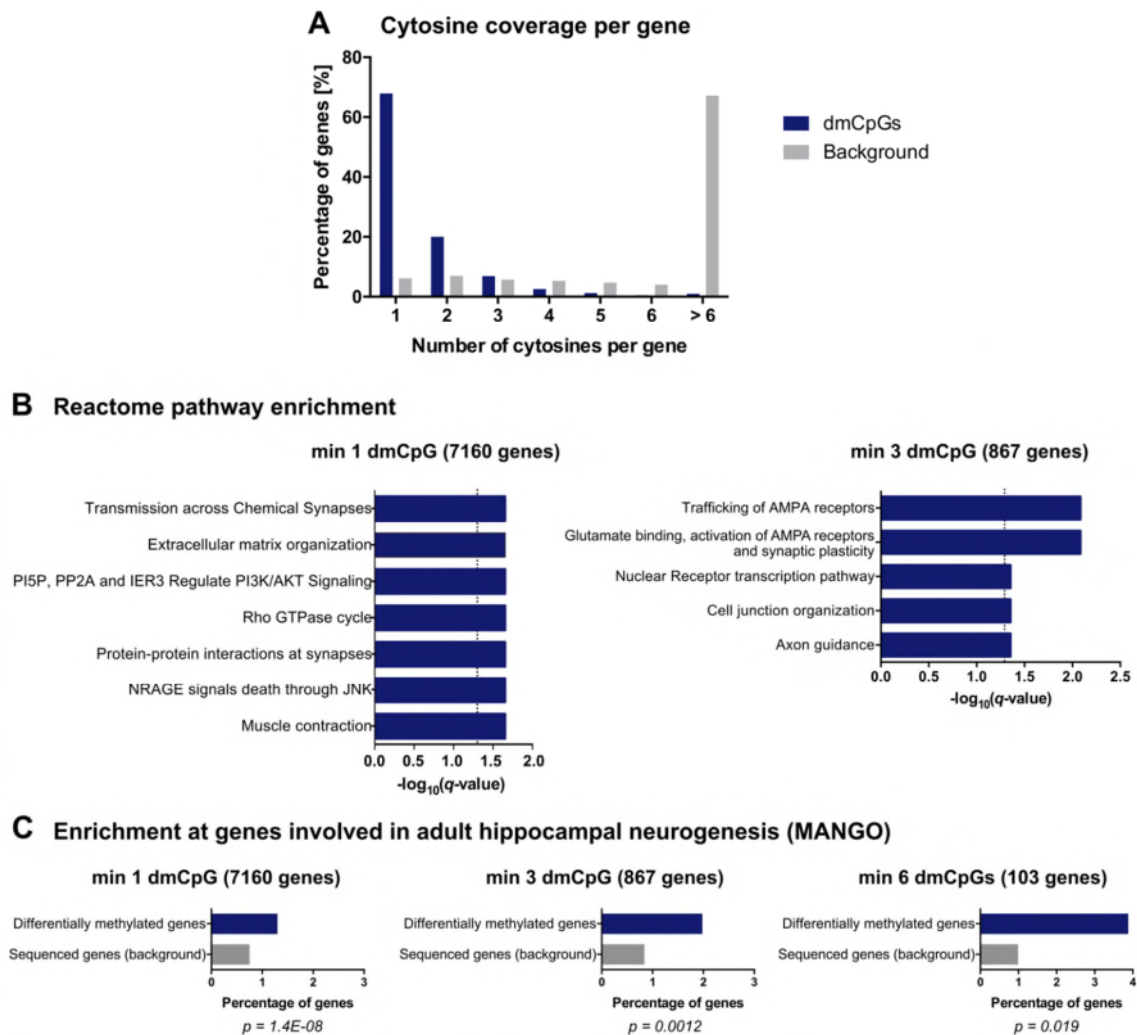 A Cytosine coverage per gene
Percentage of genes [%]
80
60
40
20
0
1 2 3 4 5 6 > 6
Number of cytosines per gene
dmCpGs
Background
B Reactome pathway enrichment
min 1 dmCpG (7160 genes)
Transmission across Chemical Synapses
Extracellular matrix organization
PI5P, PP2A and IER3 Regulate PI3K/AKT Signaling
Rho GTPase cycle
Protein-protein interactions at synapses
NRAGE signals death through JNK
Muscle contraction
0.0 0.5 1.0 1.5 2.0
-log10(q-value)
min 3 dmCpG (867 genes)
Trafficking of AMPA receptors
Glutamate binding, activation of AMPA receptors
and synaptic plasticity
Nuclear Receptor transcription pathway
Cell junction organization
Axon guidance
0.0 0.5 1.0 1.5 2.0 2.5
-log10(q-value)
C Enrichment at genes involved in adult hippocampal neurogenesis (MANGO)
min 1 dmCpG (7160 genes)
Differentially methylated genes
Sequenced genes (background)
0 1 2 3
Percentage of genes
p = 1.4E-08
min 3 dmCpG (867 genes)
Differentially methylated genes
Sequenced genes (background)
0 1 2 3
Percentage of genes
p = 0.0012
min 6 dmCpGs (103 genes)
Differentially methylated genes
Sequenced genes (background)
0 1 2 3 4
Percentage of genes
p = 0.019